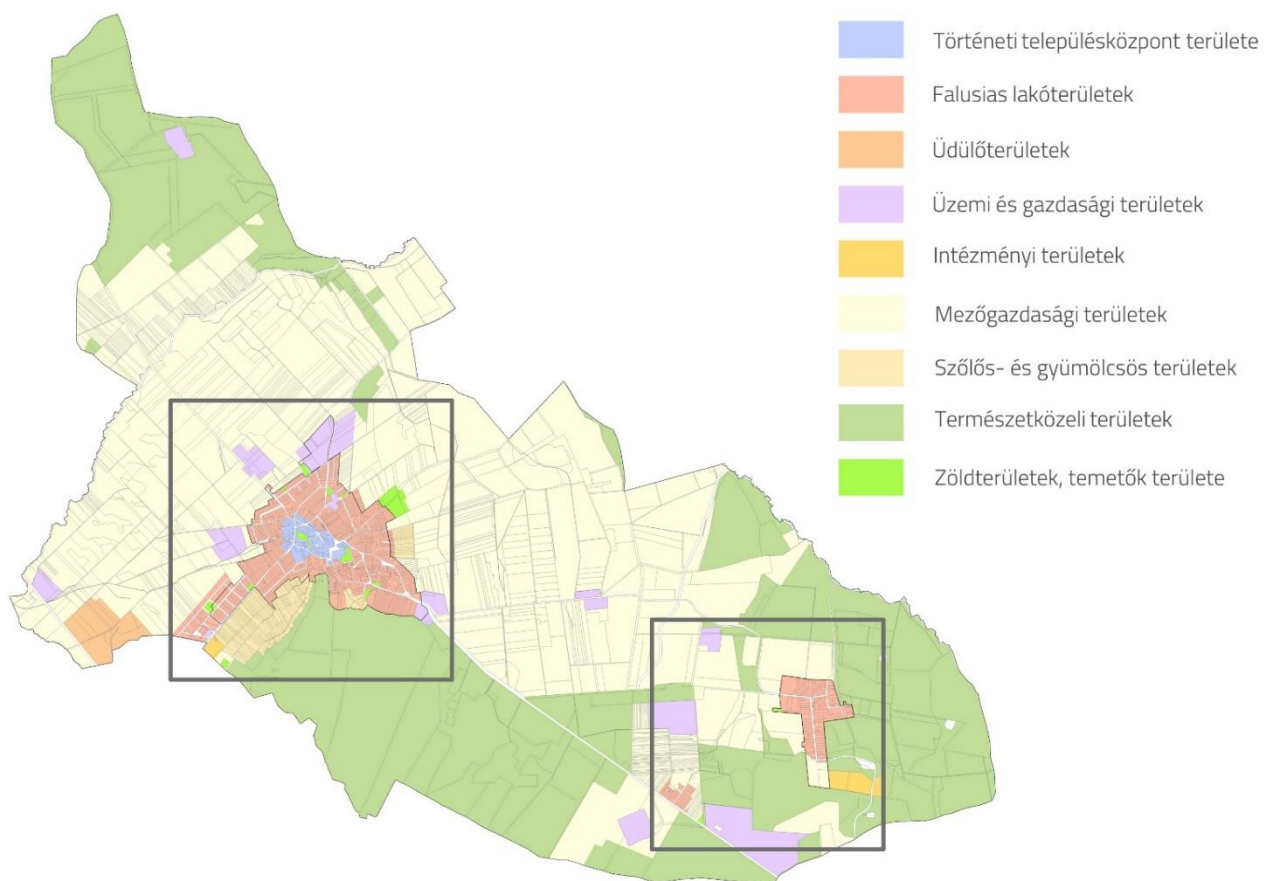 Történeti településközpont területe
Falusias lakóterületek
Üdülőterületek
Üzemi és gazdasági területek
Intézményi területek
Mezőgazdasági területek
Szőlős- és gyümölcsös területek
Természetközeli területek
Zöldterületek, temetők területe